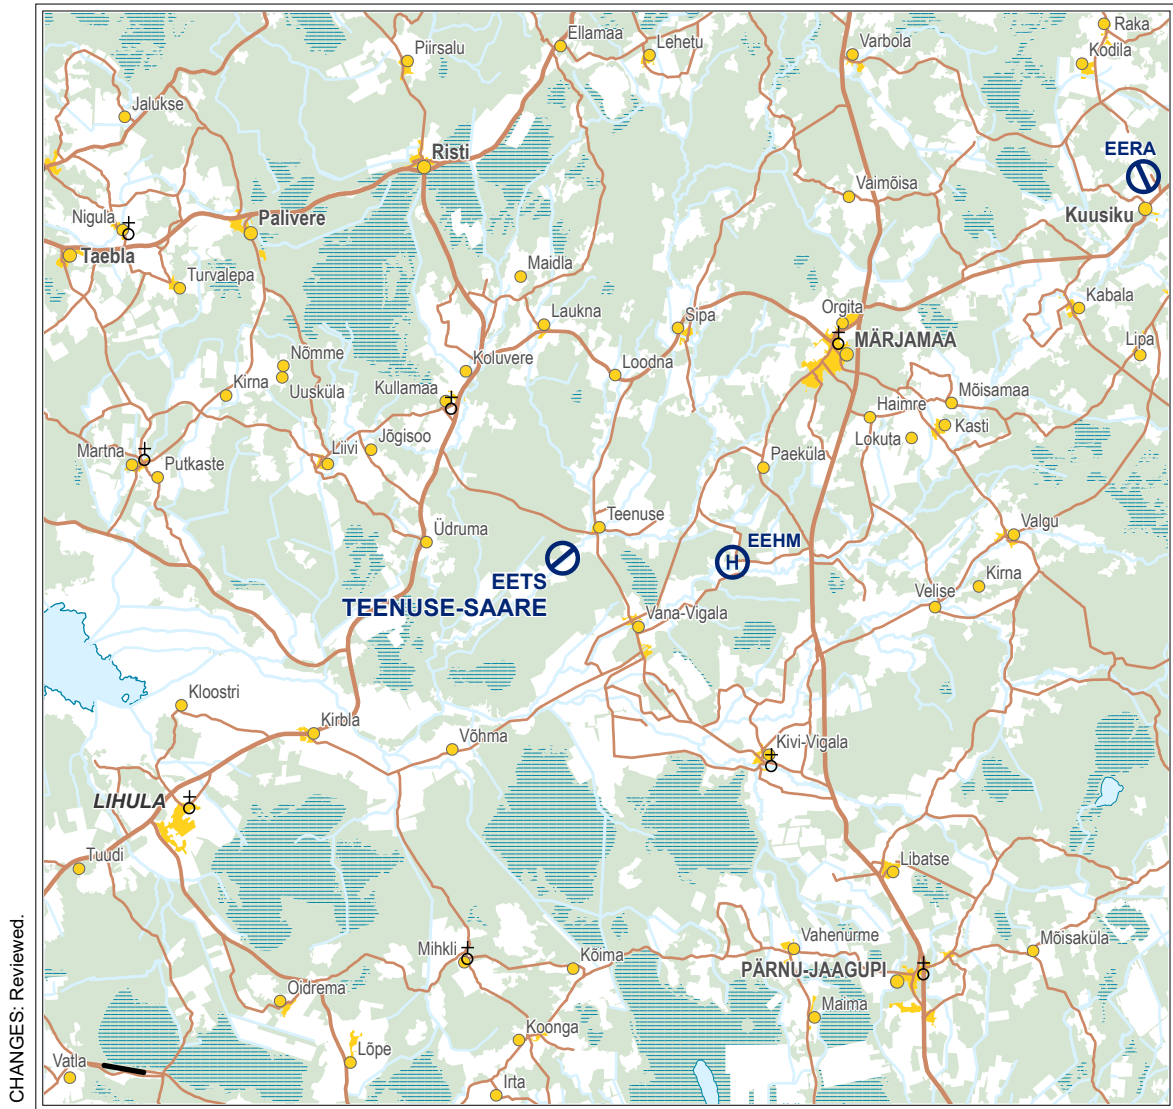 Raka
Ellamaa
Lehetu
Varbola
Piirsalu
Kodila
Jalukse
EERA
Risti
Vaimõisa
Nigula
Palivere
Kuusiku
Taebla
Turvalepa
Maidla
Kabala
Orgita
Laukna
Sipa
MÄRJAMAA
Lipa
Nõmme
Koluvere
Loodna
Kirna
Uusküla
Kullamaa
Mõisamaa
Haimre
Kasti
Jõgisoo
Lokuta
Martna
Putkaste
Liivi
Paeküla
Teenuse
Valgu
Üdruma
EEHM
H
EETS
TEENUSE-SAARE
Kirna
Velise
Vana-Vigala
Kloostri
Kirbla
Võhma
Kivi-Vigala
LIHULA
Tuudi
Libatse
Vahenurme
Mõisaküla
Mihkli
Kõima
PÄRNU-JAAGUPI
Oidrema
Maima
Koonga
Lõpe
Vatla
Irta
CHANGES: Reviewed.